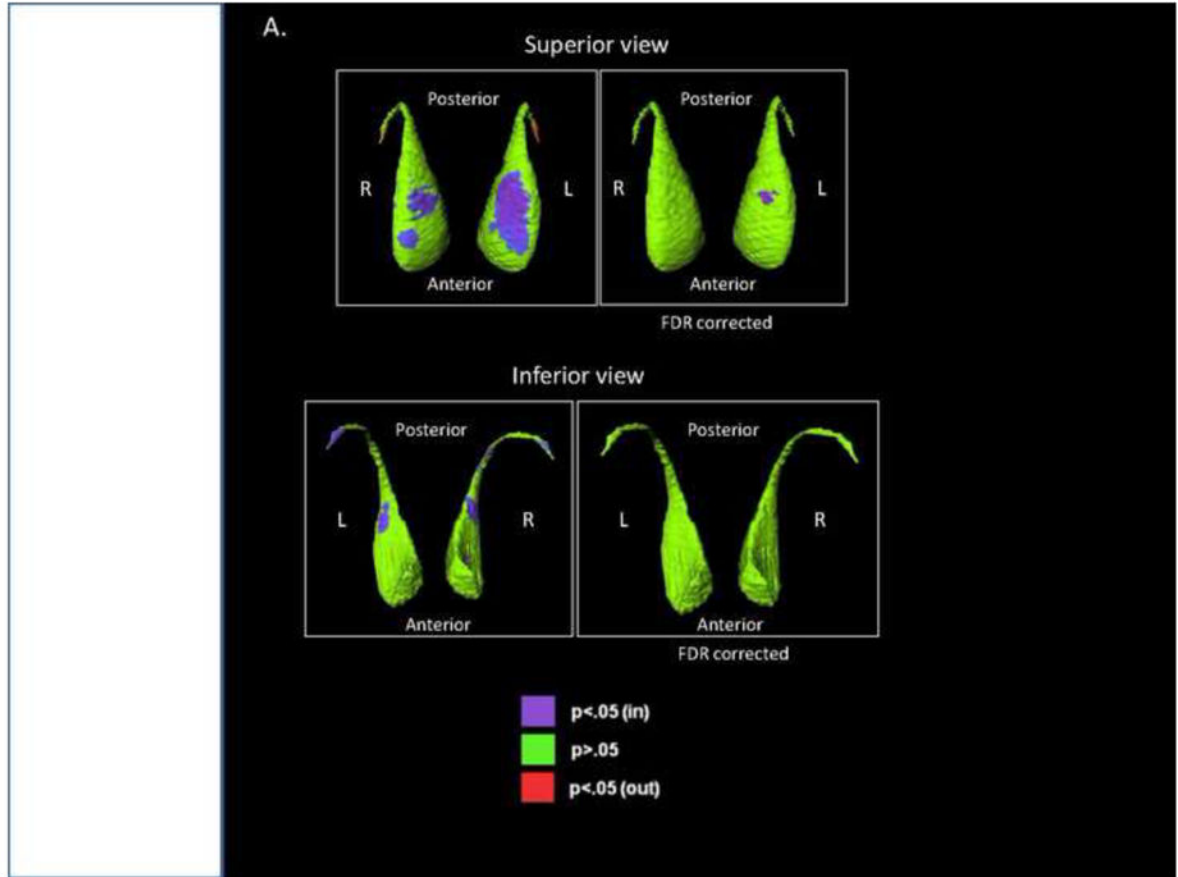 A.
Superior view
Posterior
Posterior
R
L
R
L
Anterior
Anterior
FDR corrected
Inferior view
Posterior
Posterior
L
R
L
R
Anterior
Anterior
FDR corrected
p<.05 (in)
p>.05
p<.05 (out)